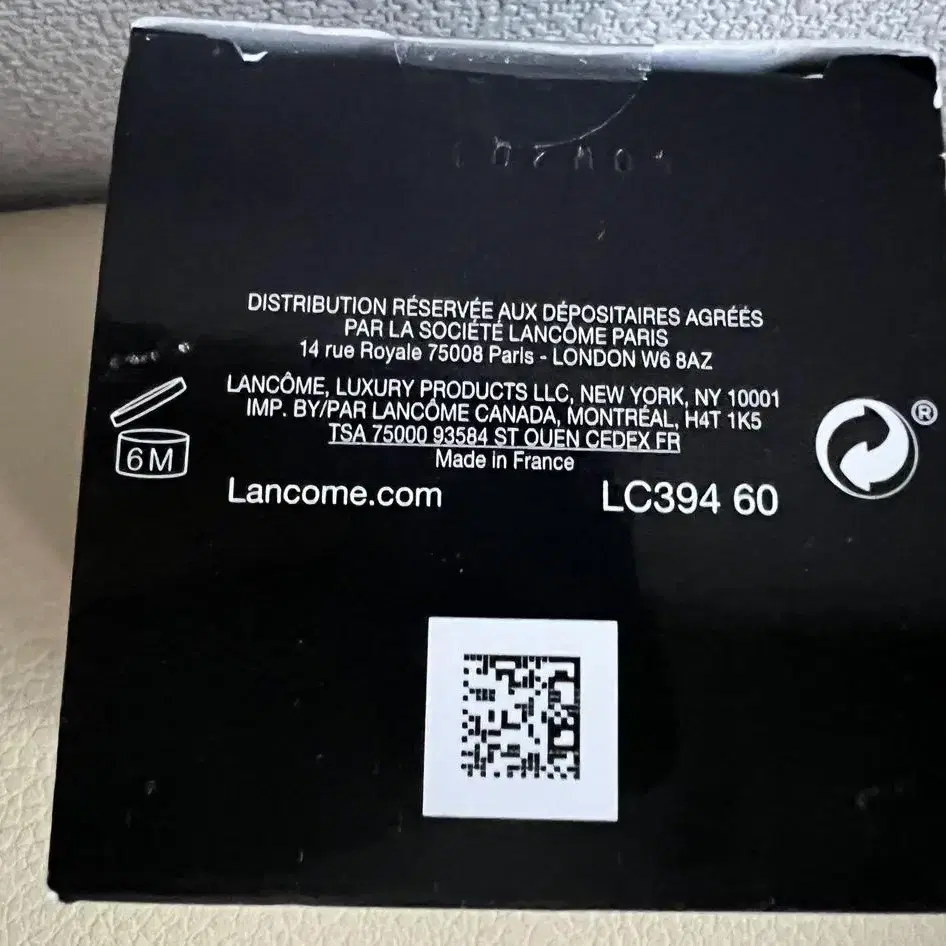 DISTRIBUTION RÉSERVÉE AUX DÉPOSITAIRES AGRÉÉS
PAR LA SOCIÉTÉ LANCÔME PARIS
14 rue Royale 75008 Paris - LONDON W6 8AZ
LANCÔME, LUXURY PRODUCTS LLC, NEW YORK, NY 10001
IMP. BY/PAR LANCÔME CANADA, MONTRÉAL, H4T 1K5
TSA 75000 93584 ST OUEN CEDEX FR
Made in France
6M
®
Lancome.com
LC394 60